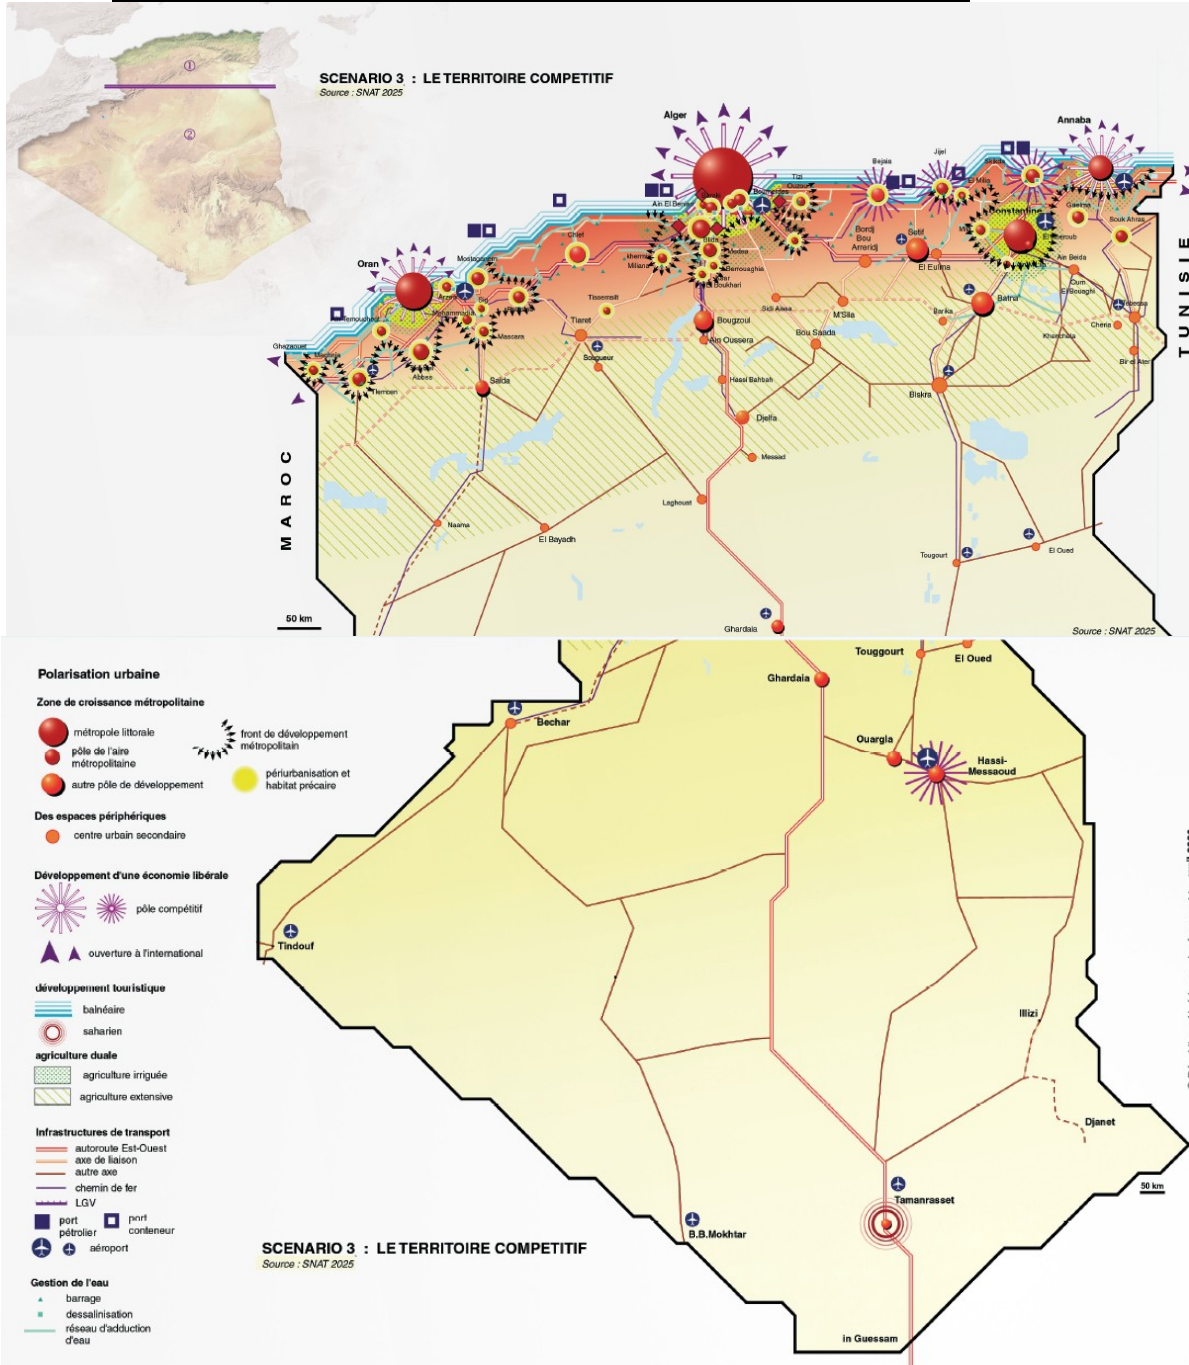 ①
②
SCENARIO 3 : LE TERRITOIRE COMPETITIF
Source : SNAT 2025
Alger
Annaba
Oran
Bejaia
Jijel
Skikda
El Milia
Tizi
Ouzou
Constantine
Guelma
Souk Ahras
El Kheroub
Ain Beida
Oum
El Bouaghi
Tebessa
Cheria
Bir el Ater
Khenchela
Batna
Barika
Setif
El Eulma
Bordj
Bou
Arreridj
M'Sila
Bou Saada
Sidi Aissa
Biskra
Medea
Berrouaghia
El Boukhari
Blida
khemis
Miliana
Chlef
Tissemsilt
Tiaret
Sougueur
Bougzoul
Ain Oussera
Hassi Bahbah
Djelfa
Messad
Laghouat
Mostaganem
Arzew
Sig
Mohammadia
Mascara
Saida
Abbes
Tlemcen
Maghnia
Ghazaouet
Naama
El Bayadh
Tougourt
El Oued
Ghardaia
MAROC
TUNISIE
50 km
Source : SNAT 2025
Polarisation urbaine
Zone de croissance métropolitaine
métropole littorale
pôle de l'aire
métropolitaine
autre pôle de développement
front de développement
métropolitain
périurbanisation et
habitat précaire
Des espaces périphériques
centre urbain secondaire
Développement d'une économie libérale
pôle compétitif
ouverture à l'international
développement touristique
balnéaire
saharien
agriculture duale
agriculture irriguée
agriculture extensive
Infrastructures de transport
autoroute Est-Ouest
axe de liaison
autre axe
chemin de fer
LGV
port
pétrolier
port
conteneur
aéroport
Gestion de l'eau
barrage
dessalinisation
réseau d'adduction
d'eau
Touggourt
El Oued
Ghardaia
Bechar
Ouargla
Hassi-
Messaoud
Tindouf
Illizi
Djanet
50 km
Tamanrasset
B.B.Mokhtar
in Guessam
SCENARIO 3 : LE TERRITOIRE COMPETITIF
Source : SNAT 2025